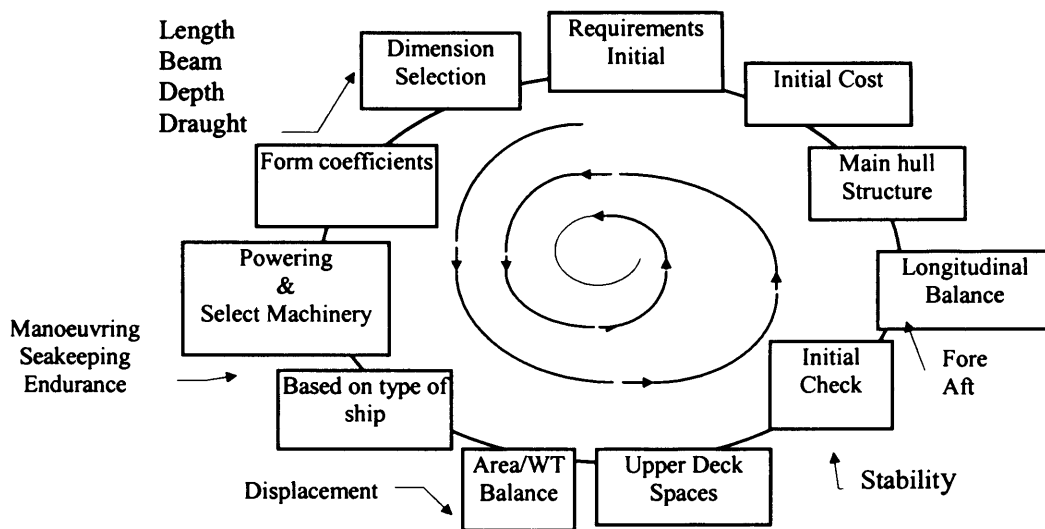 Length
Beam
Depth
Draught
Dimension
Selection
Requirements
Initial
Initial Cost
Form coefficients
Main hull
Structure
Powering
&
Select Machinery
Longitudinal
Balance
Manoeuvring
Seakeeping
Endurance
Based on type of
ship
Initial
Check
Fore
Aft
Displacement
Area/WT
Balance
Upper Deck
Spaces
Stability